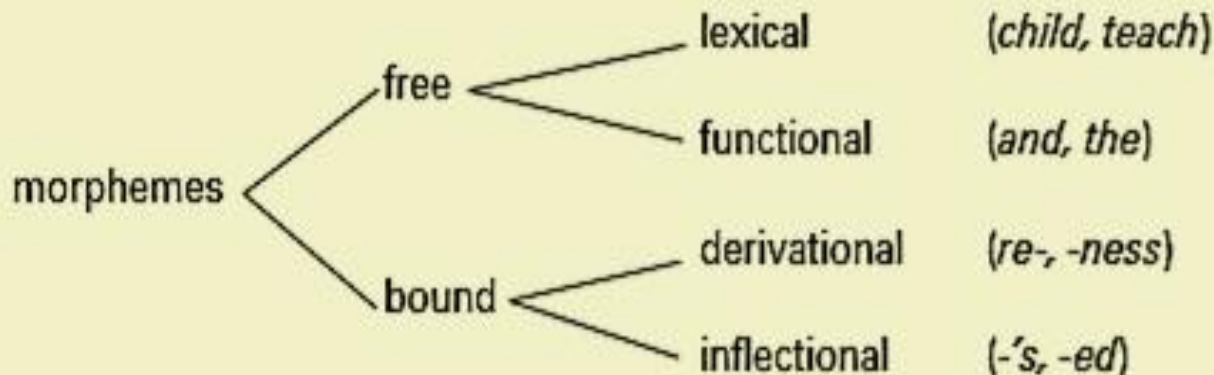 lexical (child, teach)
free
functional (and, the)
morphemes
derivational (re-, -ness)
bound
inflectional (-’s, -ed)